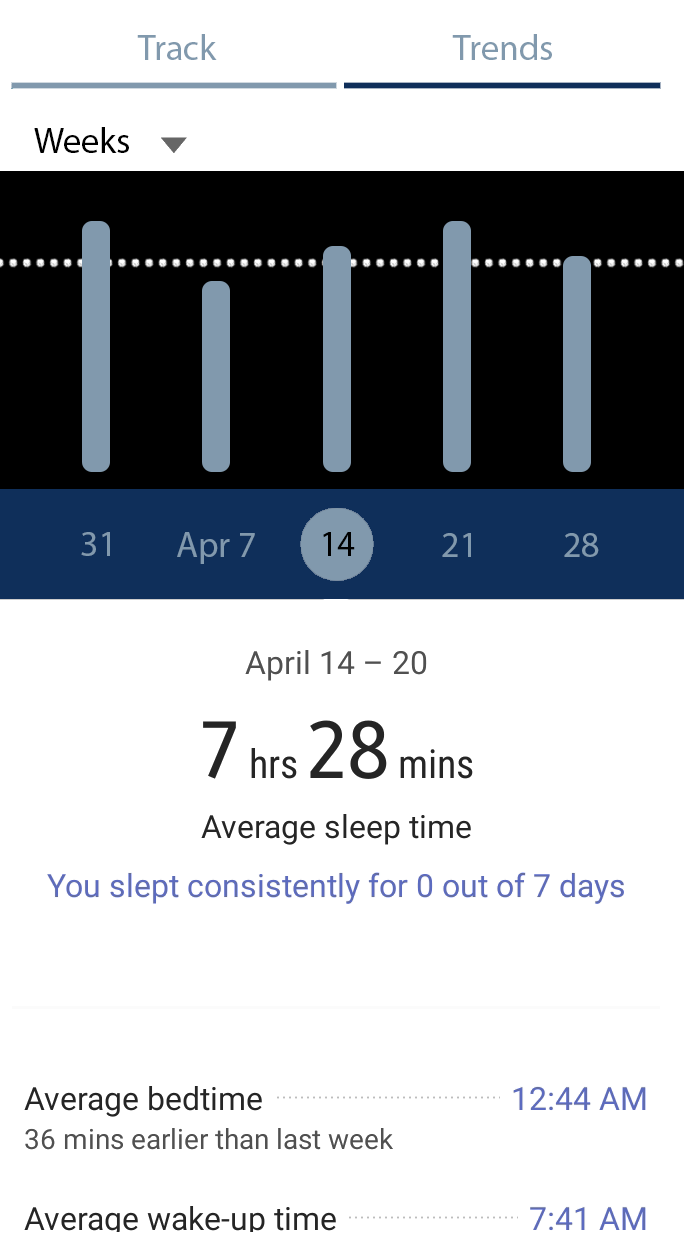 Track Trends
Weeks
31 Apr 7 14 21 28
April 14 – 20
7 hrs 28 mins
Average sleep time
You slept consistently for 0 out of 7 days
Average bedtime 12:44 AM
36 mins earlier than last week
Average wake-up time 7:41 AM